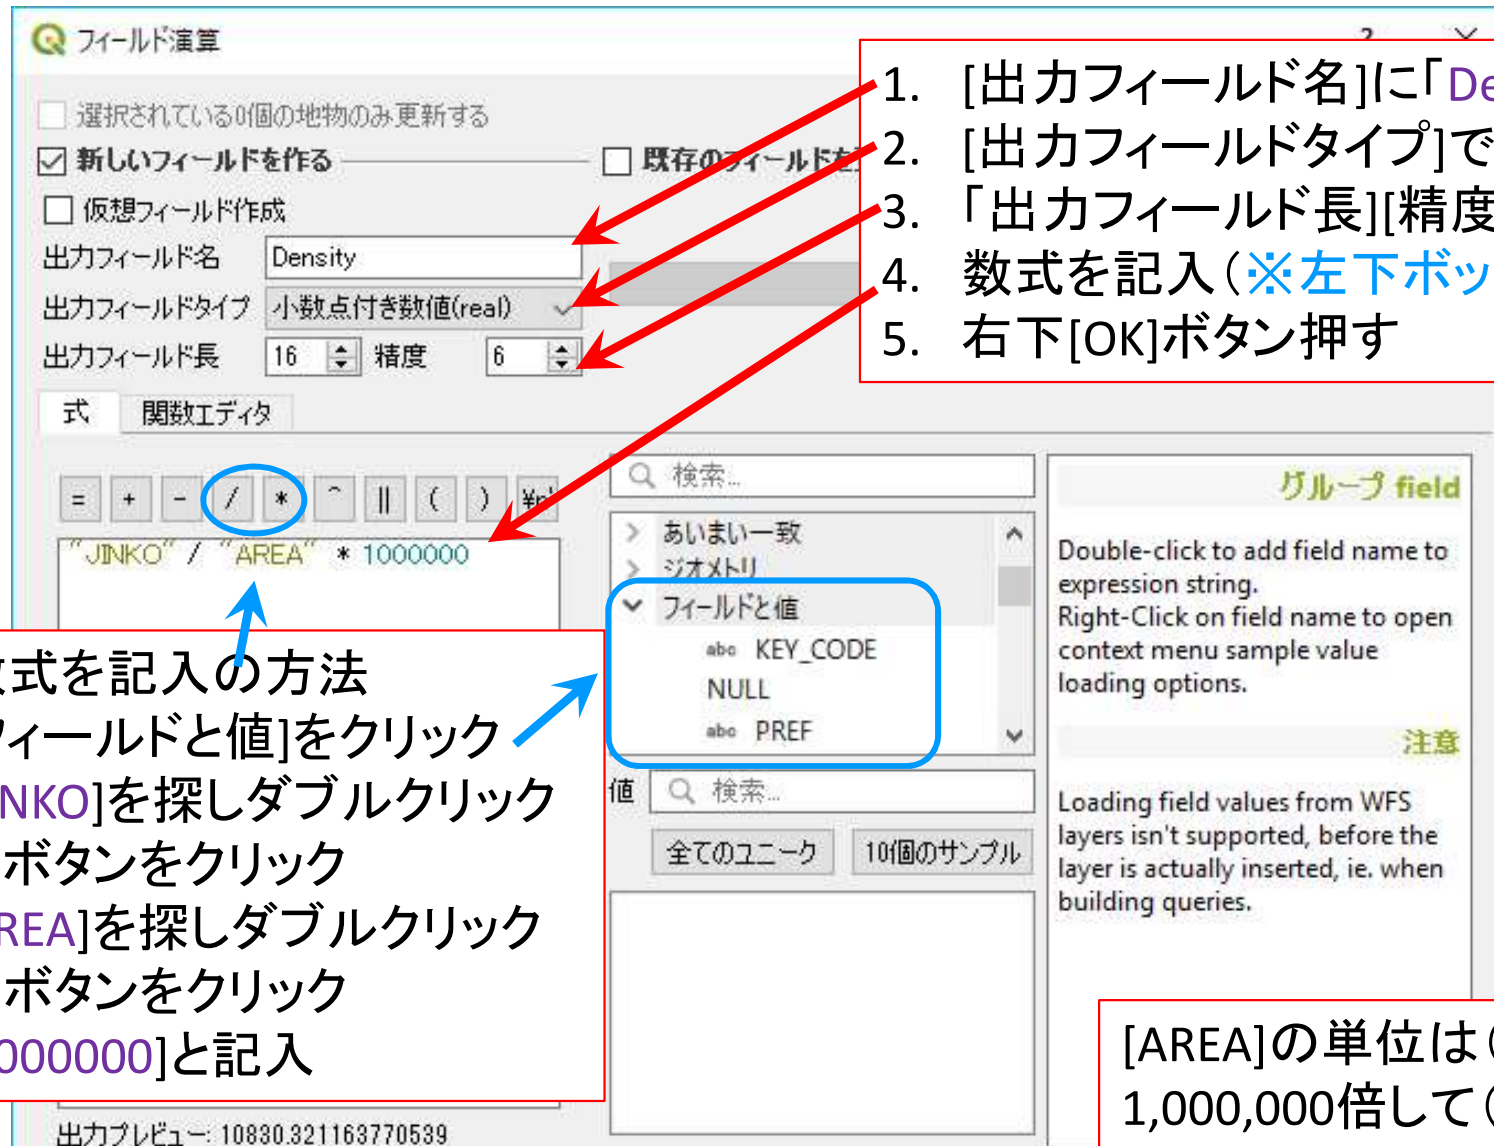 フィールド演算
選択されている0個の地物のみ更新する
新しいフィールドを作る
既存のフィールドを
仮想フィールド作成
出力フィールド名 Density
出力フィールドタイプ 小数点付き数値(real)
出力フィールド長 16 精度 6
1. [出力フィールド名]に「De
2. [出力フィールドタイプ]で
3. 「出力フィールド長][精度
4. 数式を記入(※左下ボッ
5. 右下[OK]ボタン押す
式 関数エディタ
= + - / * ^ || ( ) ¥n'
"JINKO" / "AREA" * 1000000
検索...
あいまい一致
ジオメトリ
フィールドと値
abc KEY_CODE
NULL
abc PREF
値 検索...
全てのユニーク 10個のサンプル
グループ field
Double-click to add field name to
expression string.
Right-Click on field name to open
context menu sample value
loading options.
注意
Loading field values from WFS
layers isn't supported, before the
layer is actually inserted, ie. when
building queries.
式を記入の方法
フィールドと値]をクリック
NKO]を探しダブルクリック
ボタンをクリック
REA]を探しダブルクリック
ボタンをクリック
000000]と記入
[AREA]の単位は(
1,000,000倍して(
出力プレビュー: 10830.321163770539